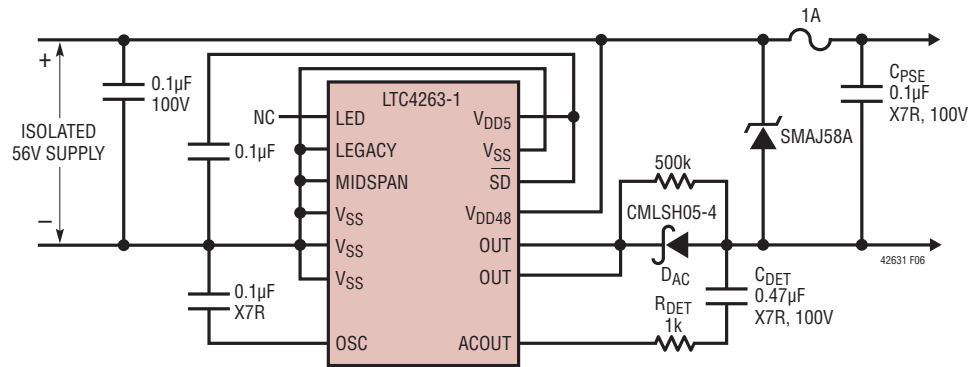 1A
+
0.1µF
100V
ISOLATED
56V SUPPLY
–
0.1µF
0.1µF
X7R
NC
LTC4263-1
LED
LEGACY
MIDSPAN
VSS
VSS
VSS
OSC
VDD5
VSS
SD
VDD48
OUT
OUT
ACOUT
500k
CMLSH05-4
DAC
RDET
1k
SMAJ58A
CPSE
0.1µF
X7R, 100V
CDET
0.47µF
X7R, 100V
42631 F06